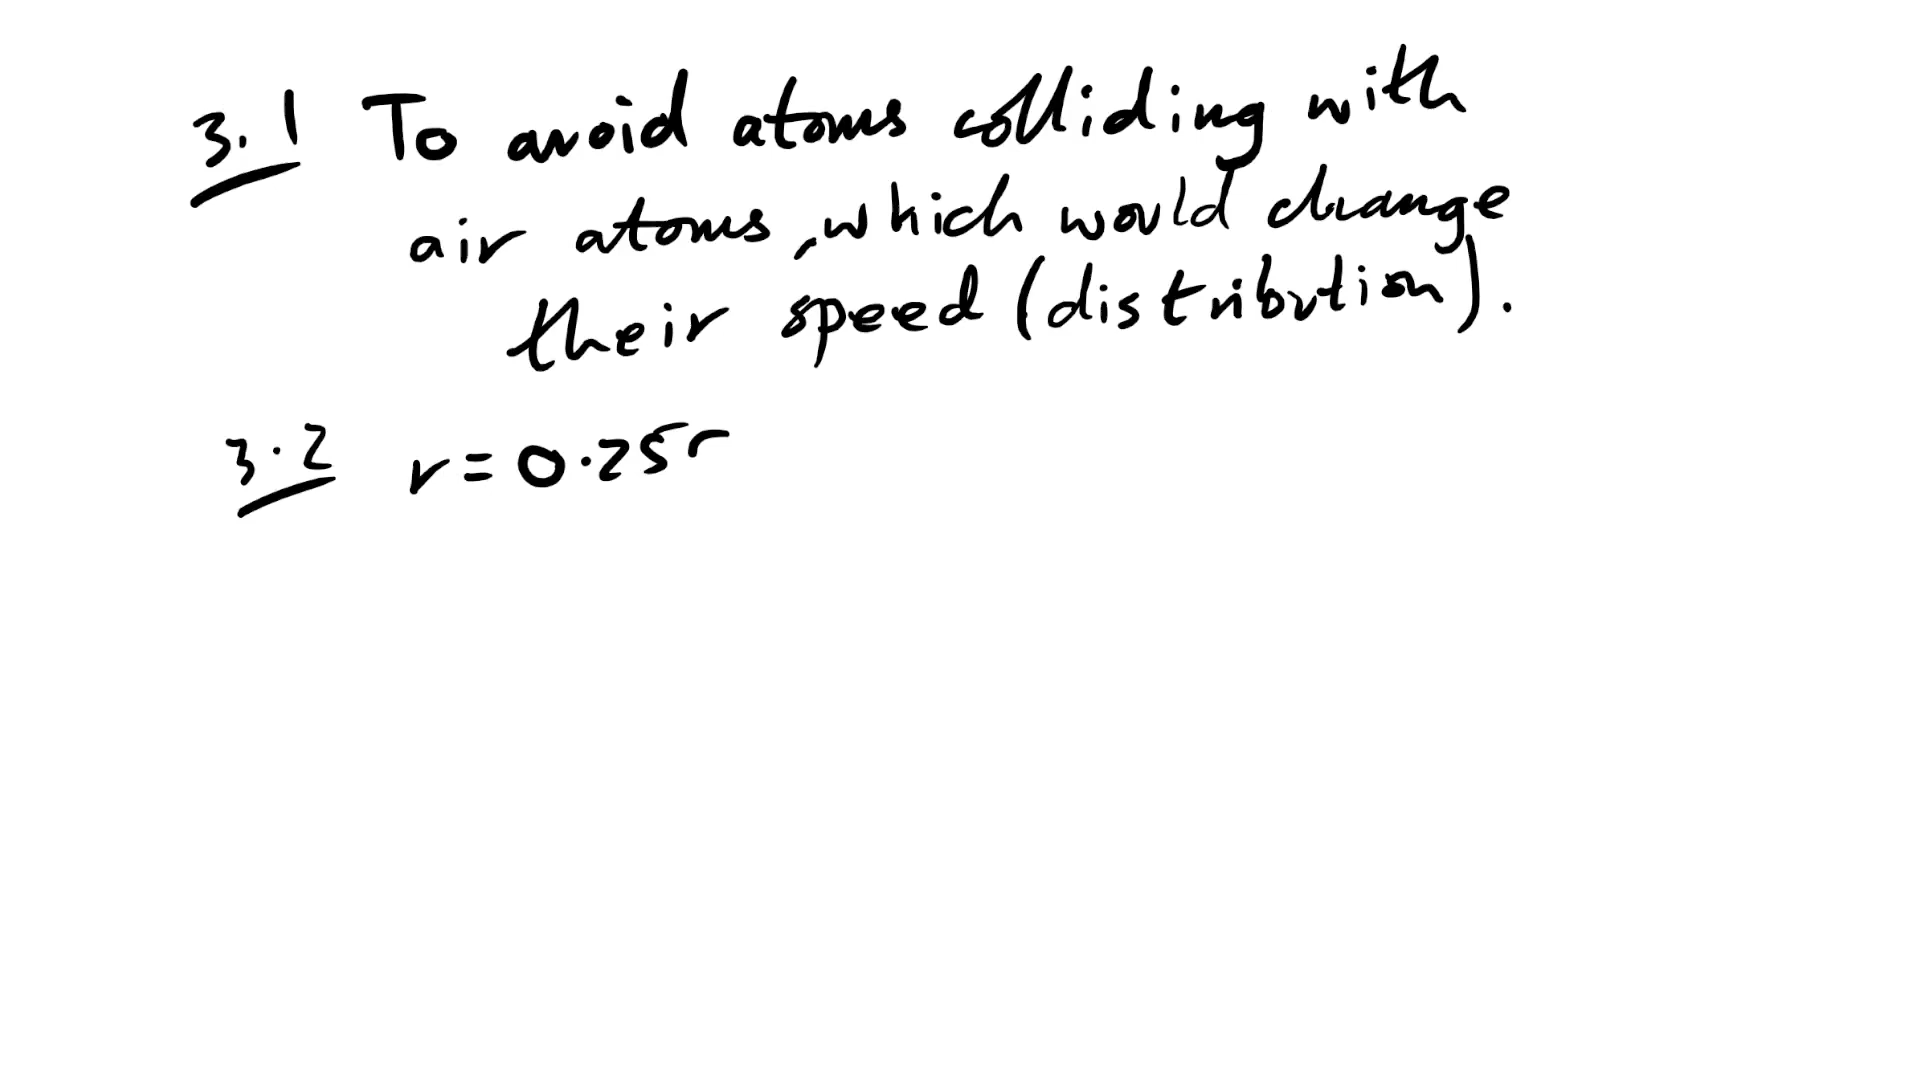 3.1 To avoid atoms colliding with
air atoms, which would change
their speed (distribution).
3.2 r = 0.25